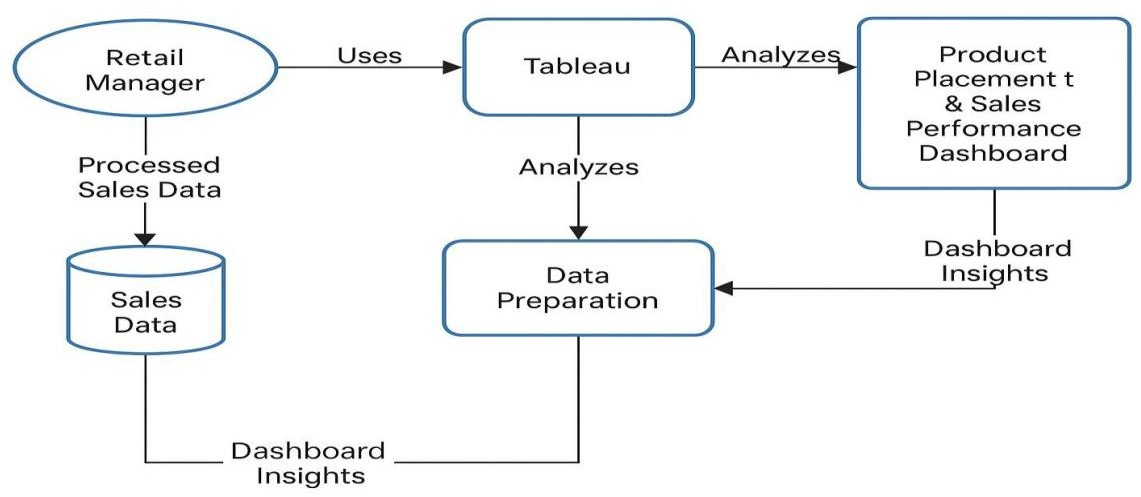 Retail
Manager
Uses
Tableau
Analyzes
Product
Placement t
& Sales
Performance
Dashboard
Processed
Sales Data
Analyzes
Dashboard
Insights
Sales
Data
Data
Preparation
Dashboard
Insights